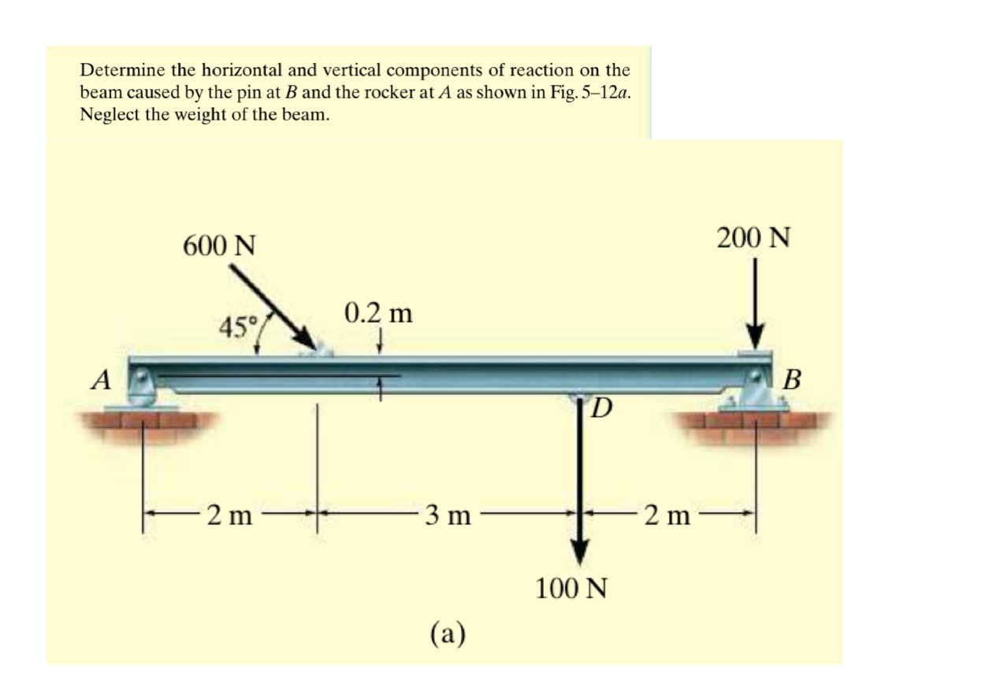 Determine the horizontal and vertical components of reaction on the
beam caused by the pin at B and the rocker at A as shown in Fig. 5–12a.
Neglect the weight of the beam.
600 N
200 N
45°
0.2 m
A
B
D
2 m
3 m
2 m
100 N
(a)